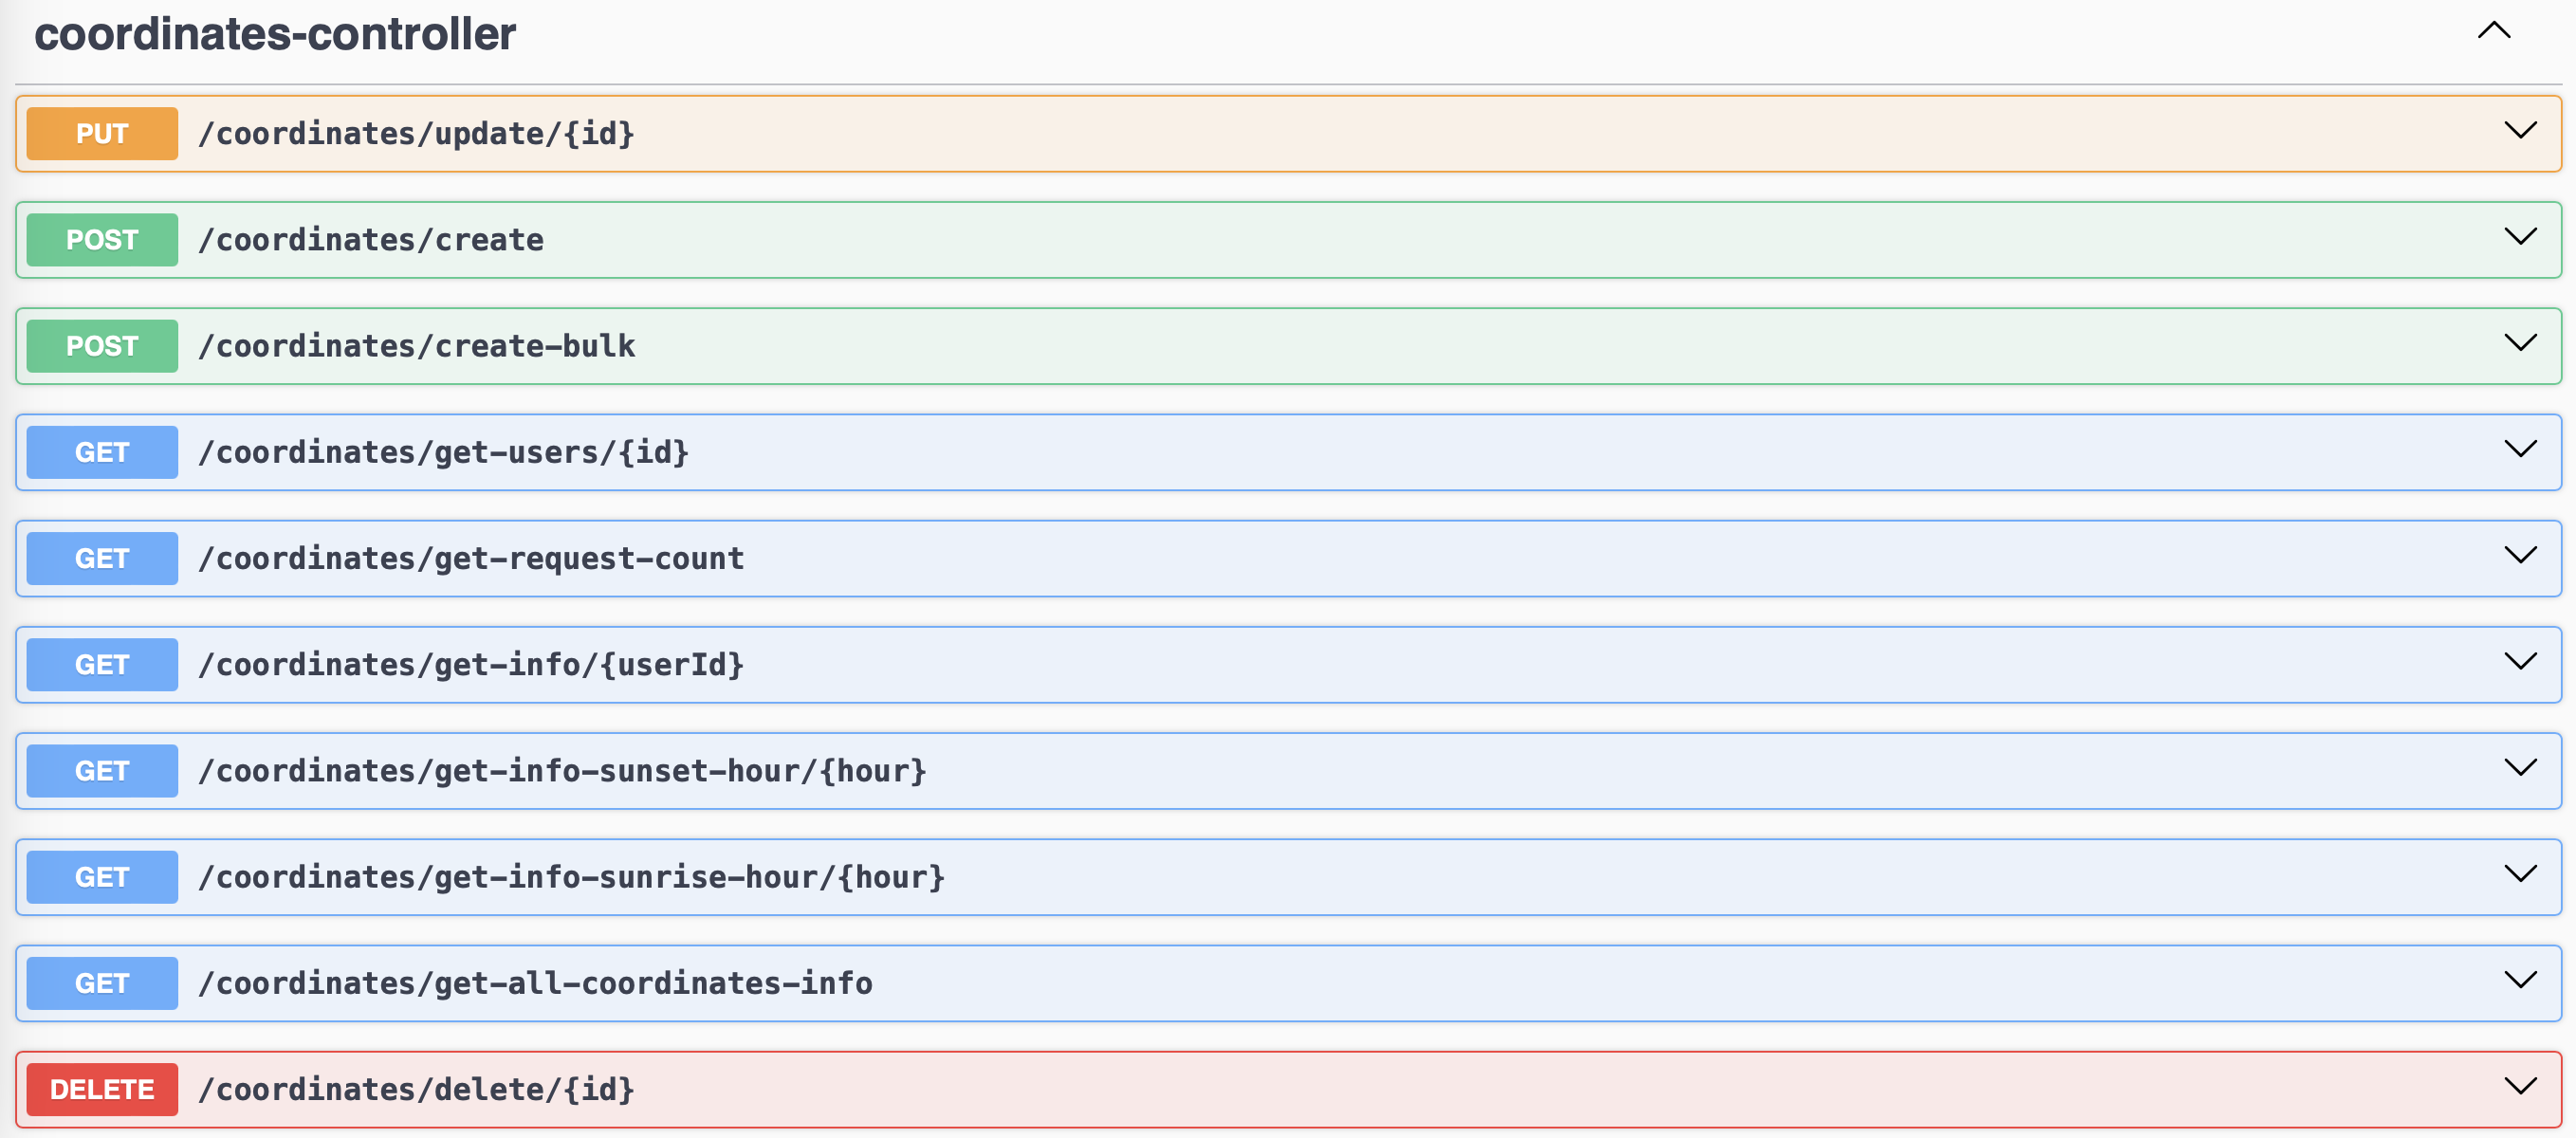 coordinates-controller
PUT /coordinates/update/{id}
POST /coordinates/create
POST /coordinates/create-bulk
GET /coordinates/get-users/{id}
GET /coordinates/get-request-count
GET /coordinates/get-info/{userId}
GET /coordinates/get-info-sunset-hour/{hour}
GET /coordinates/get-info-sunrise-hour/{hour}
GET /coordinates/get-all-coordinates-info
DELETE /coordinates/delete/{id}